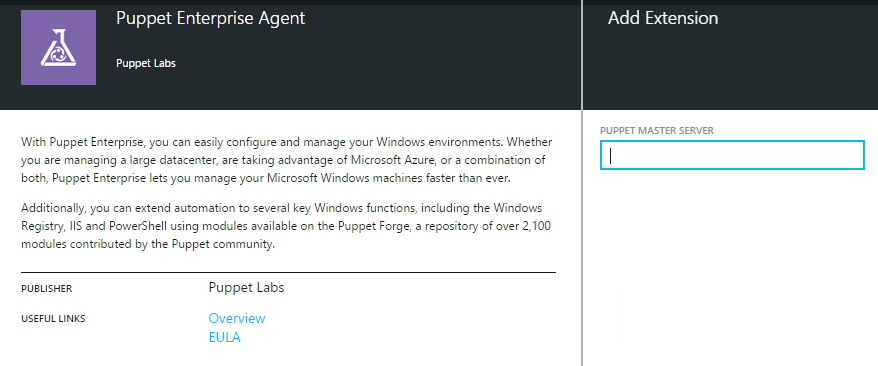 Puppet Enterprise Agent
Puppet Labs
With Puppet Enterprise, you can easily configure and manage your Windows environments. Whether
you are managing a large datacenter, are taking advantage of Microsoft Azure, or a combination of
both, Puppet Enterprise lets you manage your Microsoft Windows machines faster than ever.
Additionally, you can extend automation to several key Windows functions, including the Windows
Registry, IIS and PowerShell using modules available on the Puppet Forge, a repository of over 2,100
modules contributed by the Puppet community.
PUBLISHER Puppet Labs
USEFUL LINKS Overview
EULA
Add Extension
PUPPET MASTER SERVER